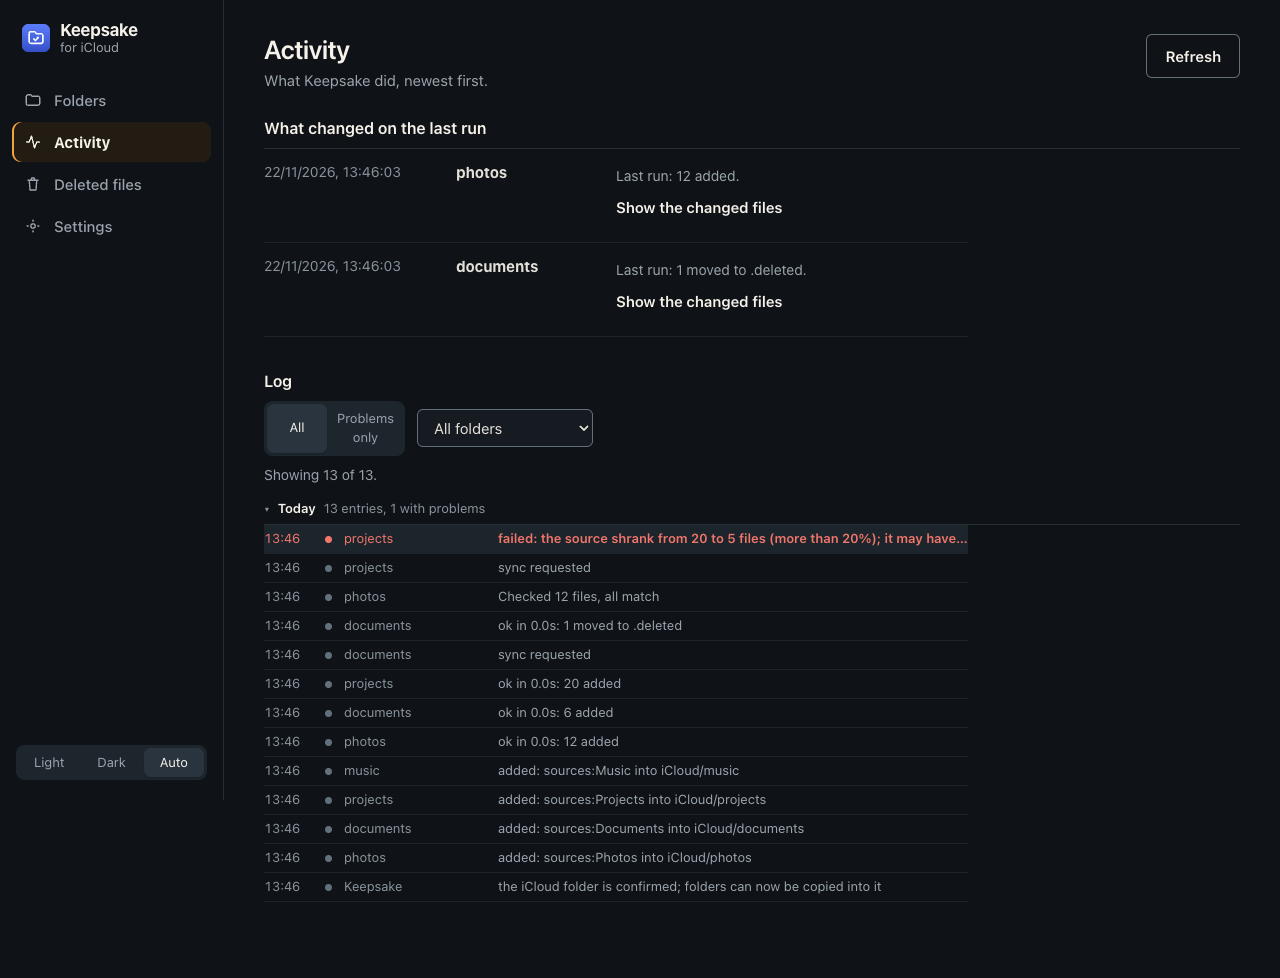 Keepsake
for iCloud
Folders
Activity
Deleted files
Settings
Light Dark Auto
Activity
What Keepsake did, newest first.
Refresh
What changed on the last run
22/11/2026, 13:46:03 photos Last run: 12 added.
Show the changed files
22/11/2026, 13:46:03 documents Last run: 1 moved to .deleted.
Show the changed files
Log
All
Problems
only
All folders
Showing 13 of 13.
Today 13 entries, 1 with problems
13:46 projects failed: the source shrank from 20 to 5 files (more than 20%); it may have...
13:46 projects sync requested
13:46 photos Checked 12 files, all match
13:46 documents ok in 0.0s: 1 moved to .deleted
13:46 documents sync requested
13:46 projects ok in 0.0s: 20 added
13:46 documents ok in 0.0s: 6 added
13:46 photos ok in 0.0s: 12 added
13:46 music added: sources:Music into iCloud/music
13:46 projects added: sources:Projects into iCloud/projects
13:46 documents added: sources:Documents into iCloud/documents
13:46 photos added: sources:Photos into iCloud/photos
13:46 Keepsake the iCloud folder is confirmed; folders can now be copied into it